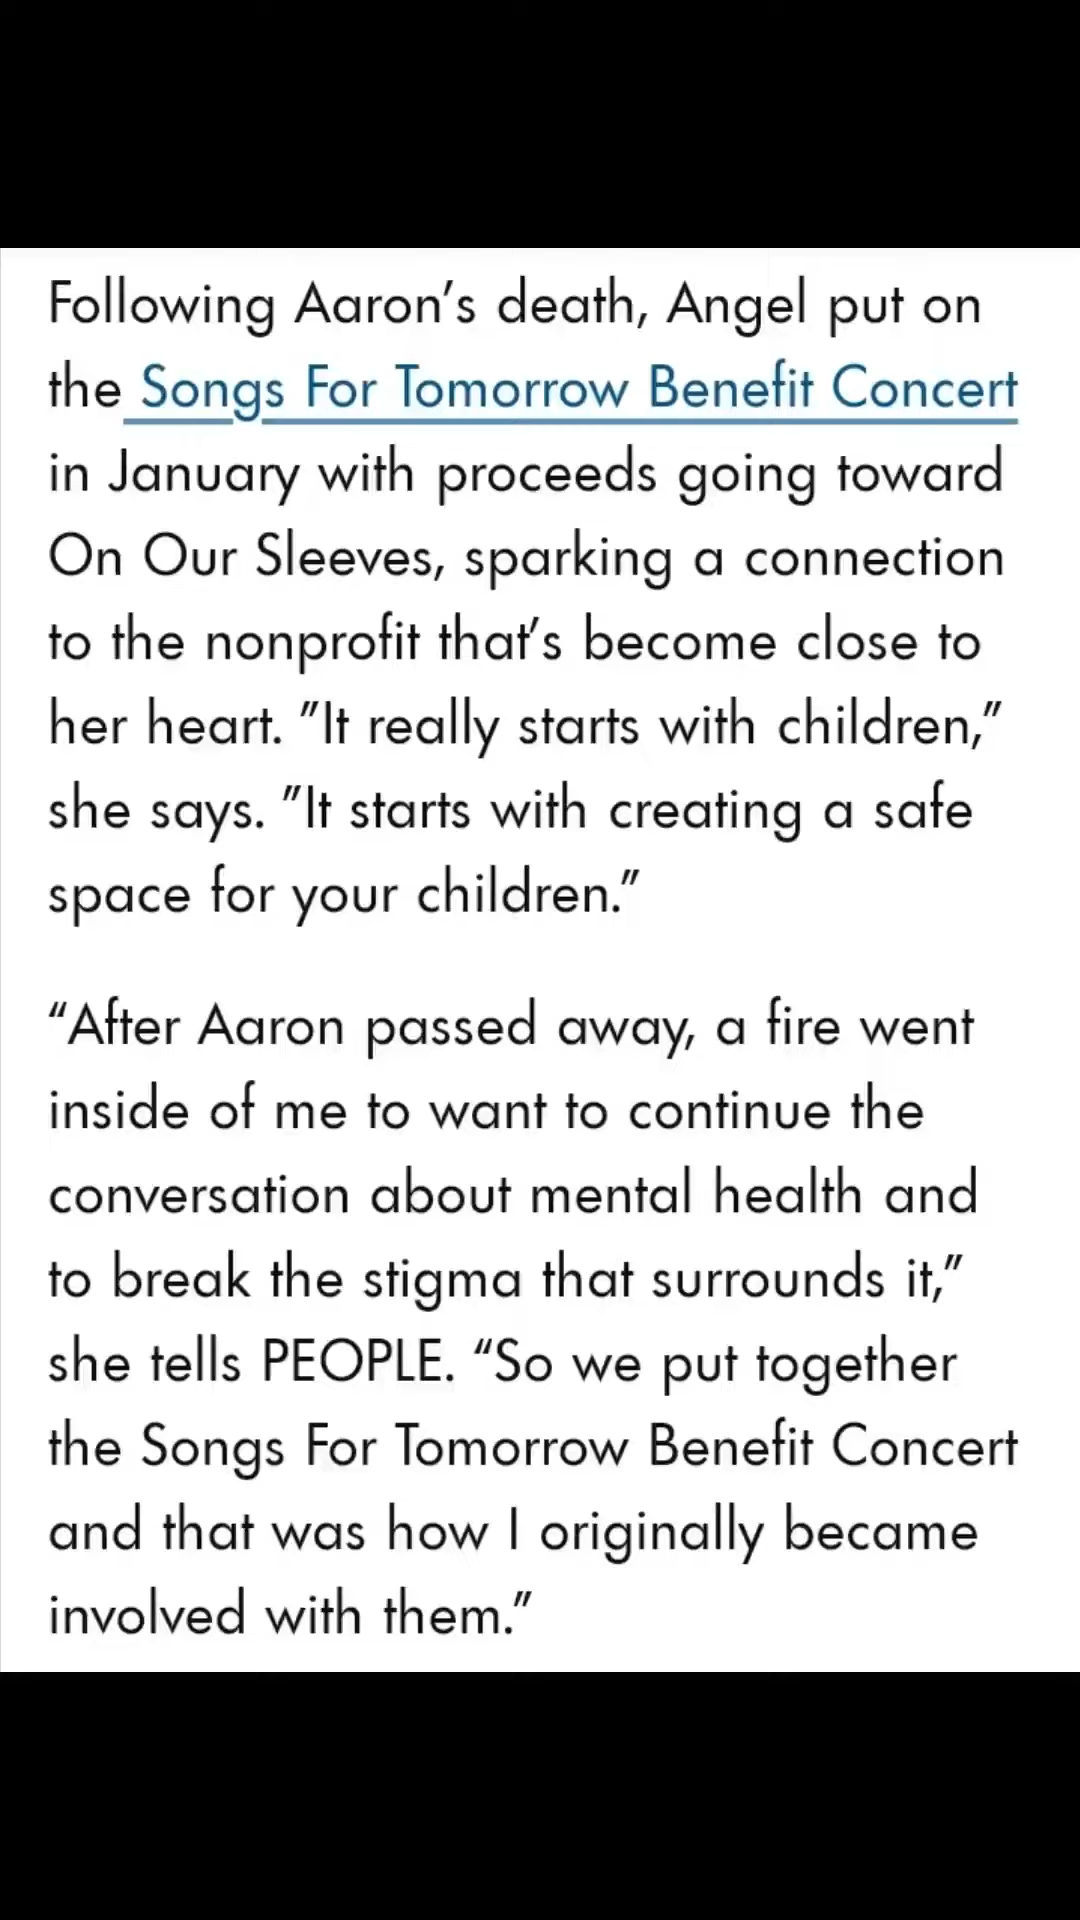 Following Aaron’s death, Angel put on
the Songs For Tomorrow Benefit Concert
in January with proceeds going toward
On Our Sleeves, sparking a connection
to the nonprofit that’s become close to
her heart. ”It really starts with children,”
she says. ”It starts with creating a safe
space for your children.”
“After Aaron passed away, a fire went
inside of me to want to continue the
conversation about mental health and
to break the stigma that surrounds it,”
she tells PEOPLE. “So we put together
the Songs For Tomorrow Benefit Concert
and that was how I originally became
involved with them.”